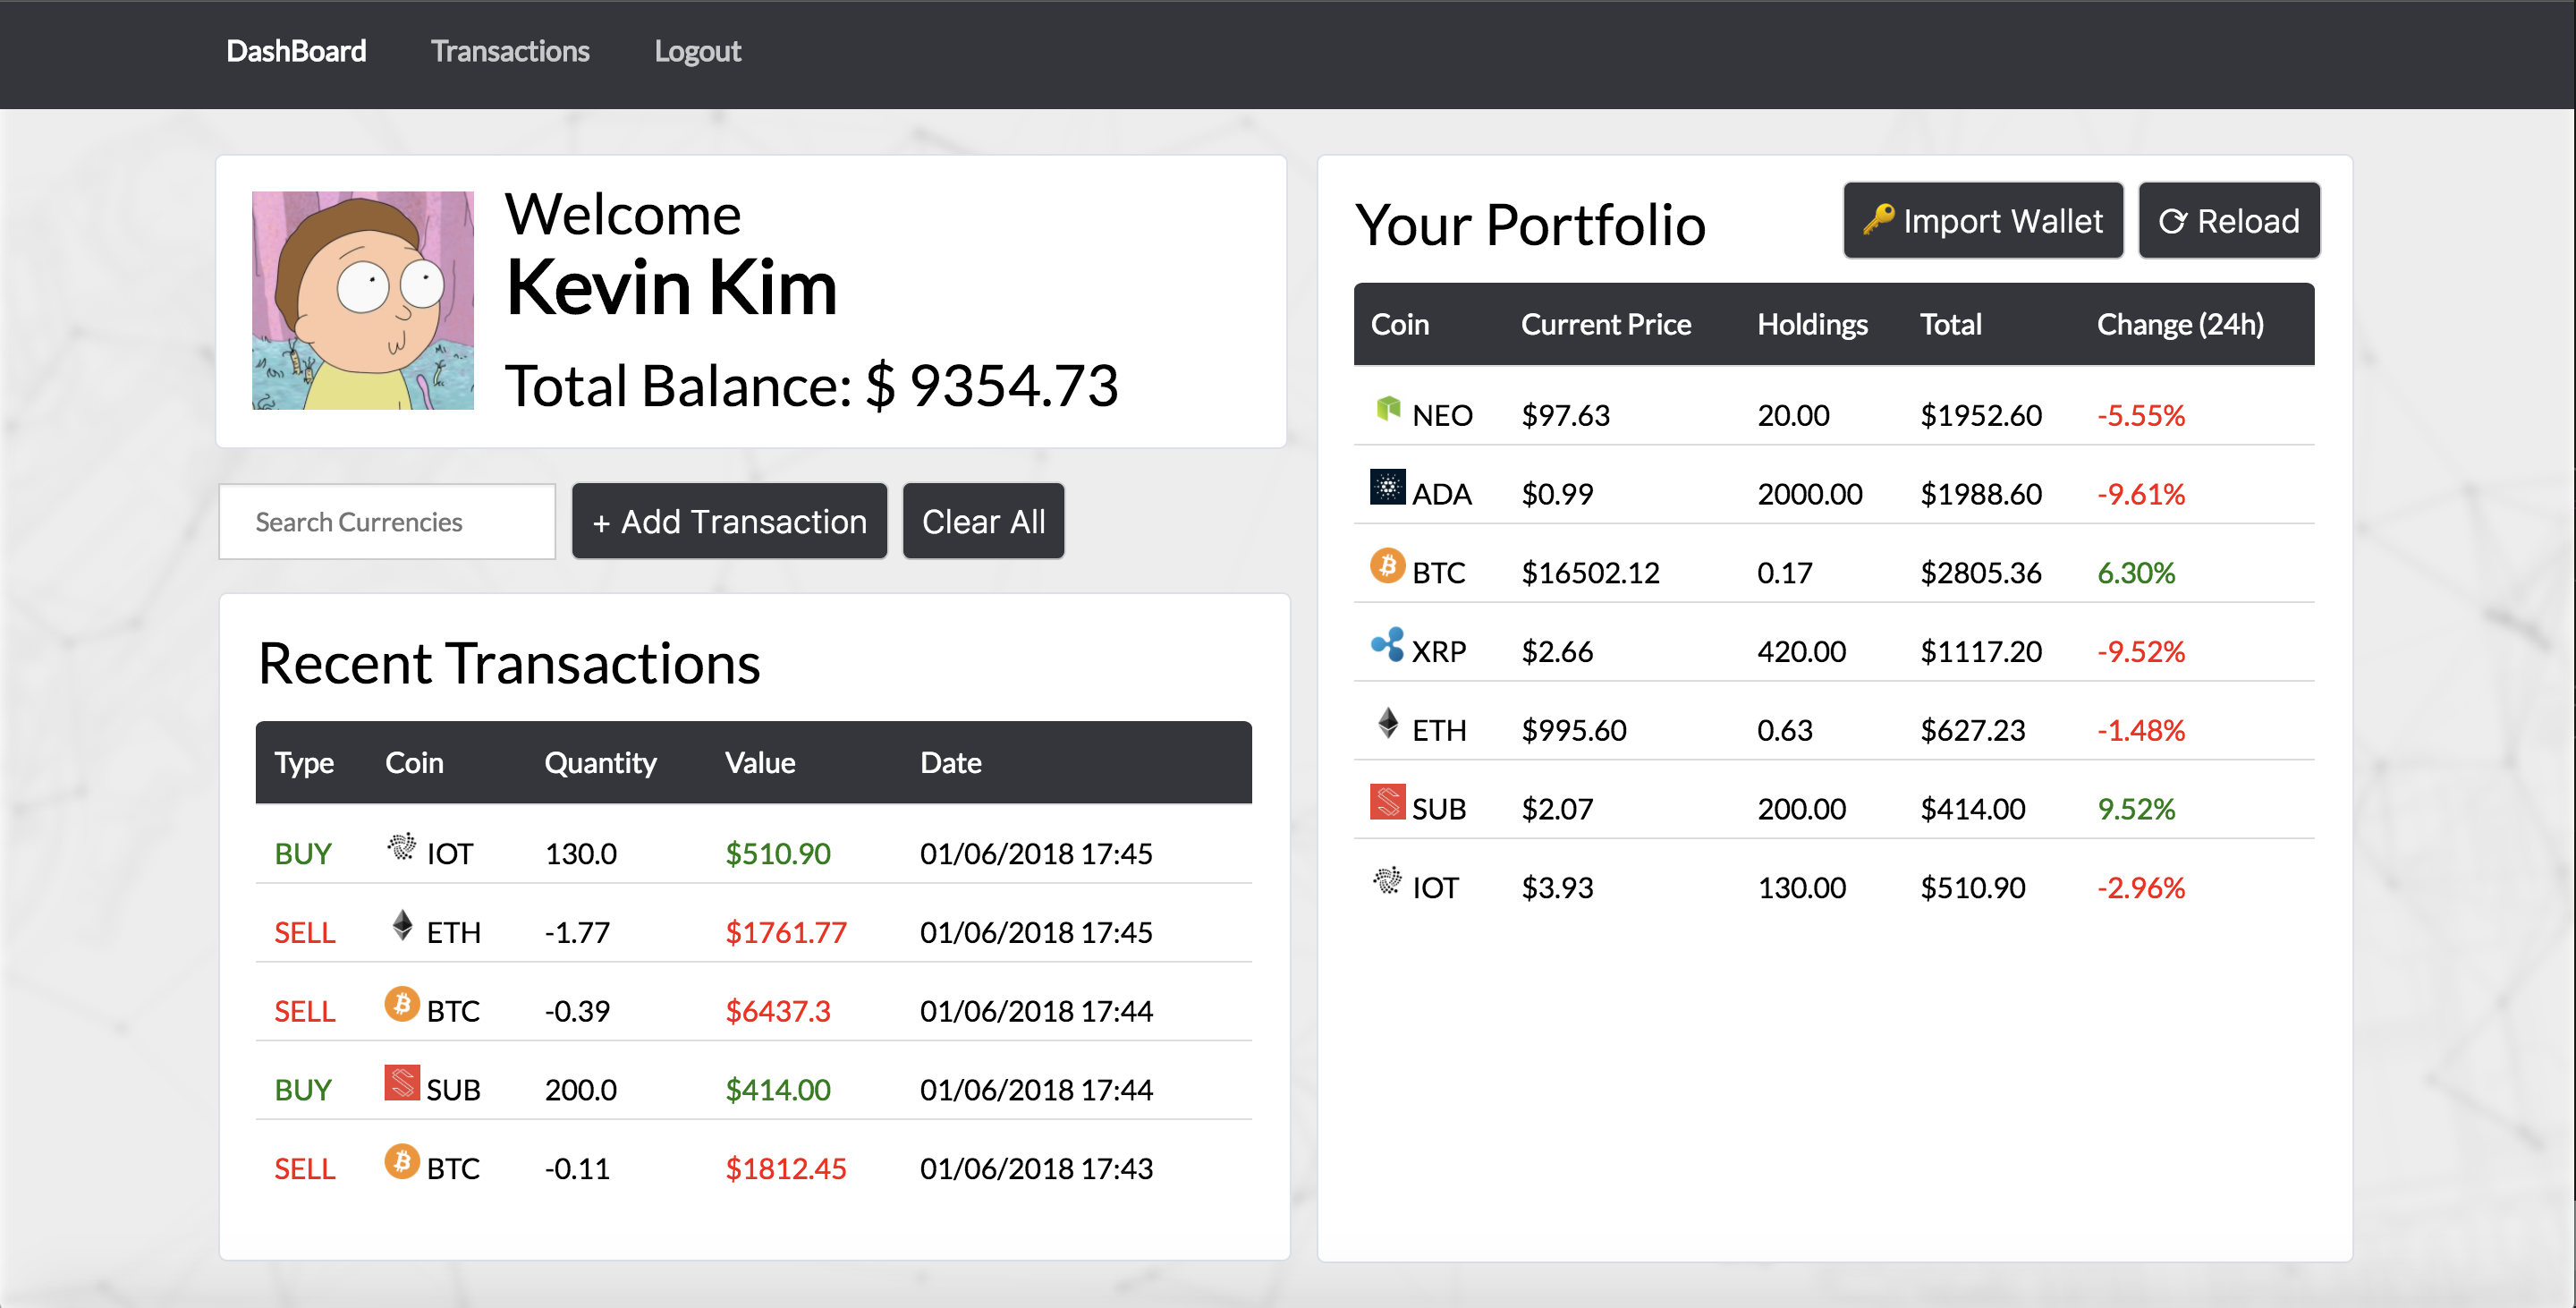 DashBoard Transactions Logout
Welcome
Kevin Kim
Total Balance: $ 9354.73
Search Currencies + Add Transaction Clear All
Recent Transactions
Type Coin Quantity Value Date
BUY IOT 130.0 $510.90 01/06/2018 17:45
SELL ETH -1.77 $1761.77 01/06/2018 17:45
SELL BTC -0.39 $6437.3 01/06/2018 17:44
BUY SUB 200.0 $414.00 01/06/2018 17:44
SELL BTC -0.11 $1812.45 01/06/2018 17:43
Your Portfolio Import Wallet Reload
Coin Current Price Holdings Total Change (24h)
NEO $97.63 20.00 $1952.60 -5.55%
ADA $0.99 2000.00 $1988.60 -9.61%
BTC $16502.12 0.17 $2805.36 6.30%
XRP $2.66 420.00 $1117.20 -9.52%
ETH $995.60 0.63 $627.23 -1.48%
SUB $2.07 200.00 $414.00 9.52%
IOT $3.93 130.00 $510.90 -2.96%